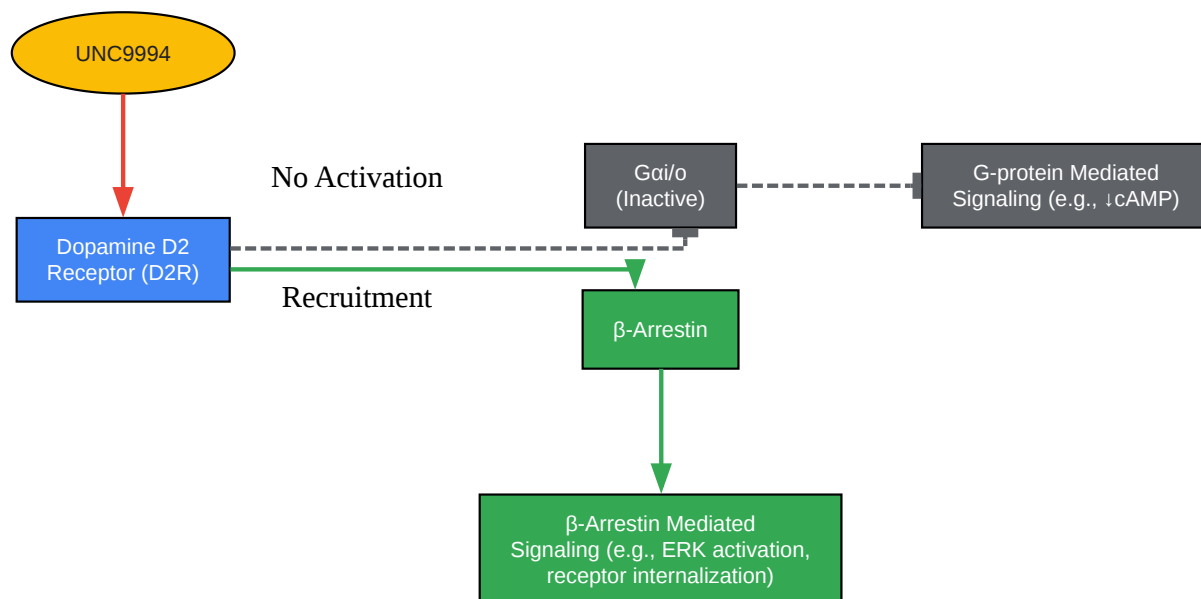 UNC9994
No Activation
Gαi/o
(Inactive)
G-protein Mediated
Signaling (e.g., ↓cAMP)
Dopamine D2
Receptor (D2R)
Recruitment
β-Arrestin
β-Arrestin Mediated
Signaling (e.g., ERK activation,
receptor internalization)